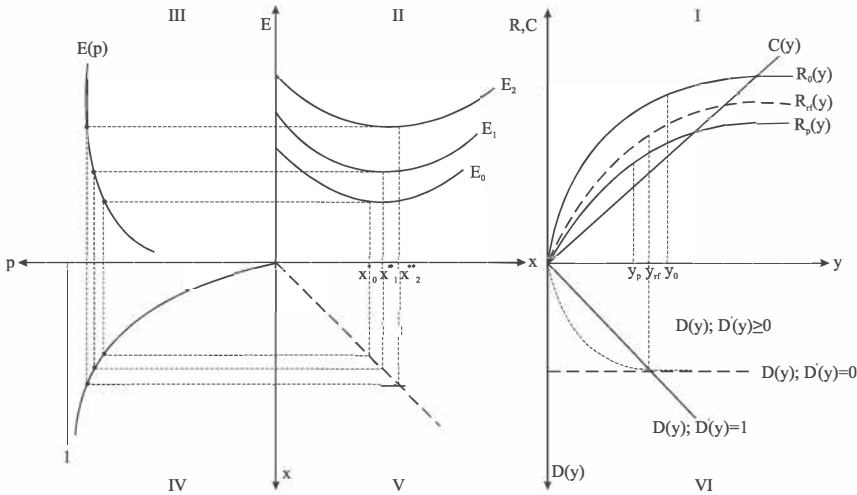 III
E
II
R,C
I
E(p)
C(y)
R₀(y)
E₂
R_rf(y)
E₁
R_p(y)
E₀
p
x*₀ x**₁ x**₂
x
y_p y_rf y₀
y
D(y); D'(y)≥0
D(y); D'(y)=0
D(y); D'(y)=1
1
x
D(y)
IV
V
VI